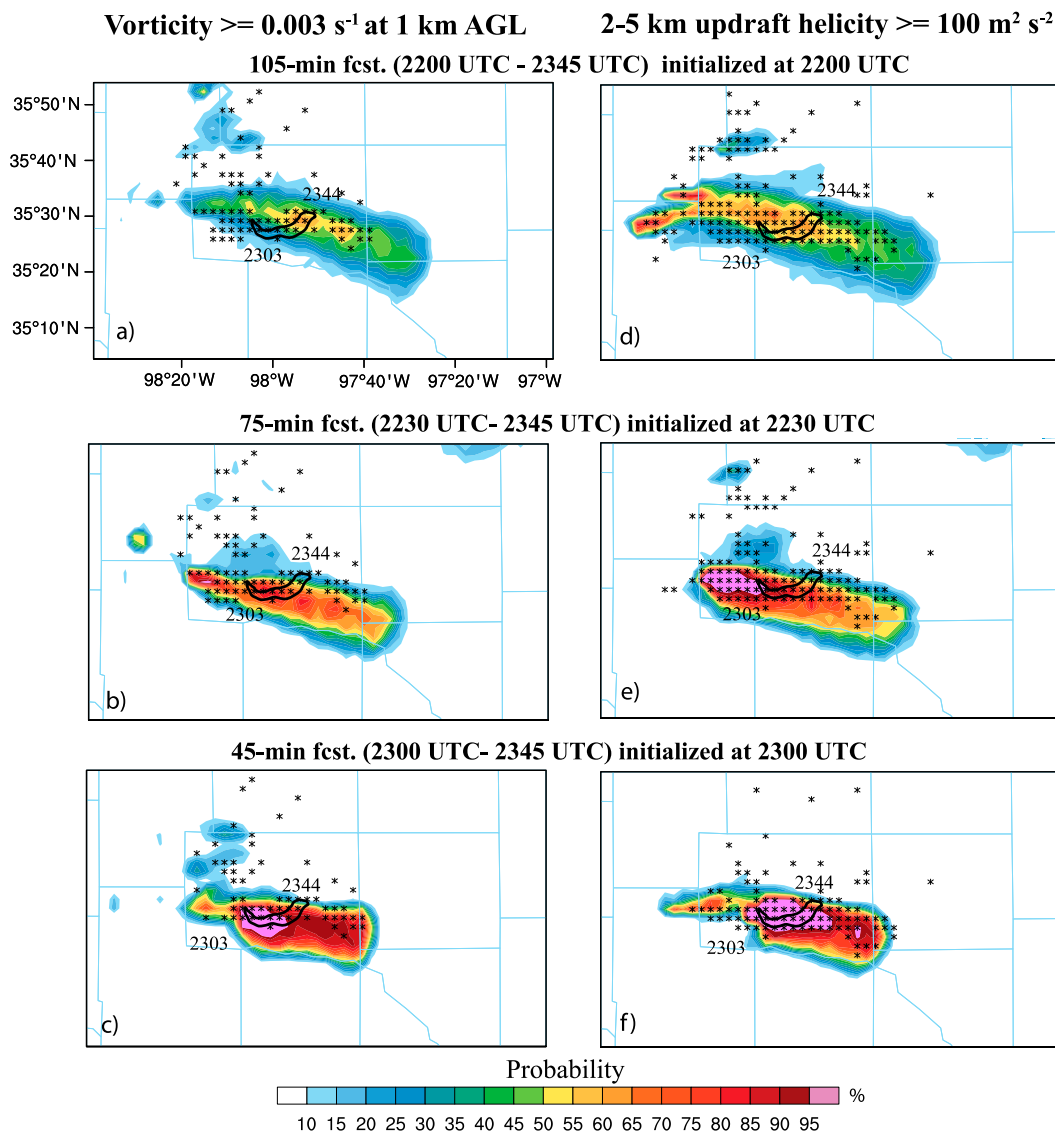 Vorticity >= 0.003 s⁻¹ at 1 km AGL
2-5 km updraft helicity >= 100 m² s⁻²
105-min fcst. (2200 UTC - 2345 UTC) initialized at 2200 UTC
35°50'N
35°40'N
35°30'N
35°20'N
35°10'N
2344
2303
a)
98°20'W 98°W 97°40'W 97°20'W 97°W
2344
2303
d)
75-min fcst. (2230 UTC- 2345 UTC) initialized at 2230 UTC
2344
2303
b)
2344
2303
e)
45-min fcst. (2300 UTC- 2345 UTC) initialized at 2300 UTC
2344
2303
c)
2344
2303
f)
Probability
%
10 15 20 25 30 35 40 45 50 55 60 65 70 75 80 85 90 95